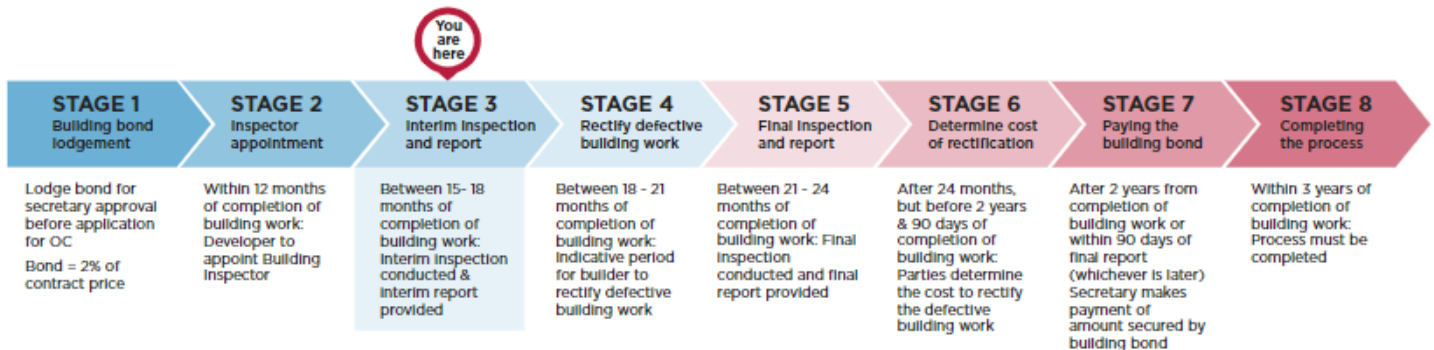 You
are
here
STAGE 1
Building bond
lodgement
Lodge bond for
secretary approval
before application
for OC
Bond = 2% of
contract price
STAGE 2
Inspector
appointment
Within 12 months
of completion of
building work:
Developer to
appoint Building
Inspector
STAGE 3
Interim inspection
and report
Between 15- 18
months of
completion of
building work:
Interim inspection
conducted &
interim report
provided
STAGE 4
Rectify defective
building work
Between 18 - 21
months of
completion of
building work:
Indicative period
for builder to
rectify defective
building work
STAGE 5
Final inspection
and report
Between 21 - 24
months of
completion of
building work: Final
inspection
conducted and final
report provided
STAGE 6
Determine cost
of rectification
After 24 months,
but before 2 years
& 90 days of
completion of
building work:
Parties determine
the cost to rectify
the defective
building work
STAGE 7
Paying the
building bond
After 2 years from
completion of
building work or
within 90 days of
final report
(whichever is later)
Secretary makes
payment of
amount secured by
building bond
STAGE 8
Completing
the process
Within 3 years of
completion of
building work:
Process must be
completed